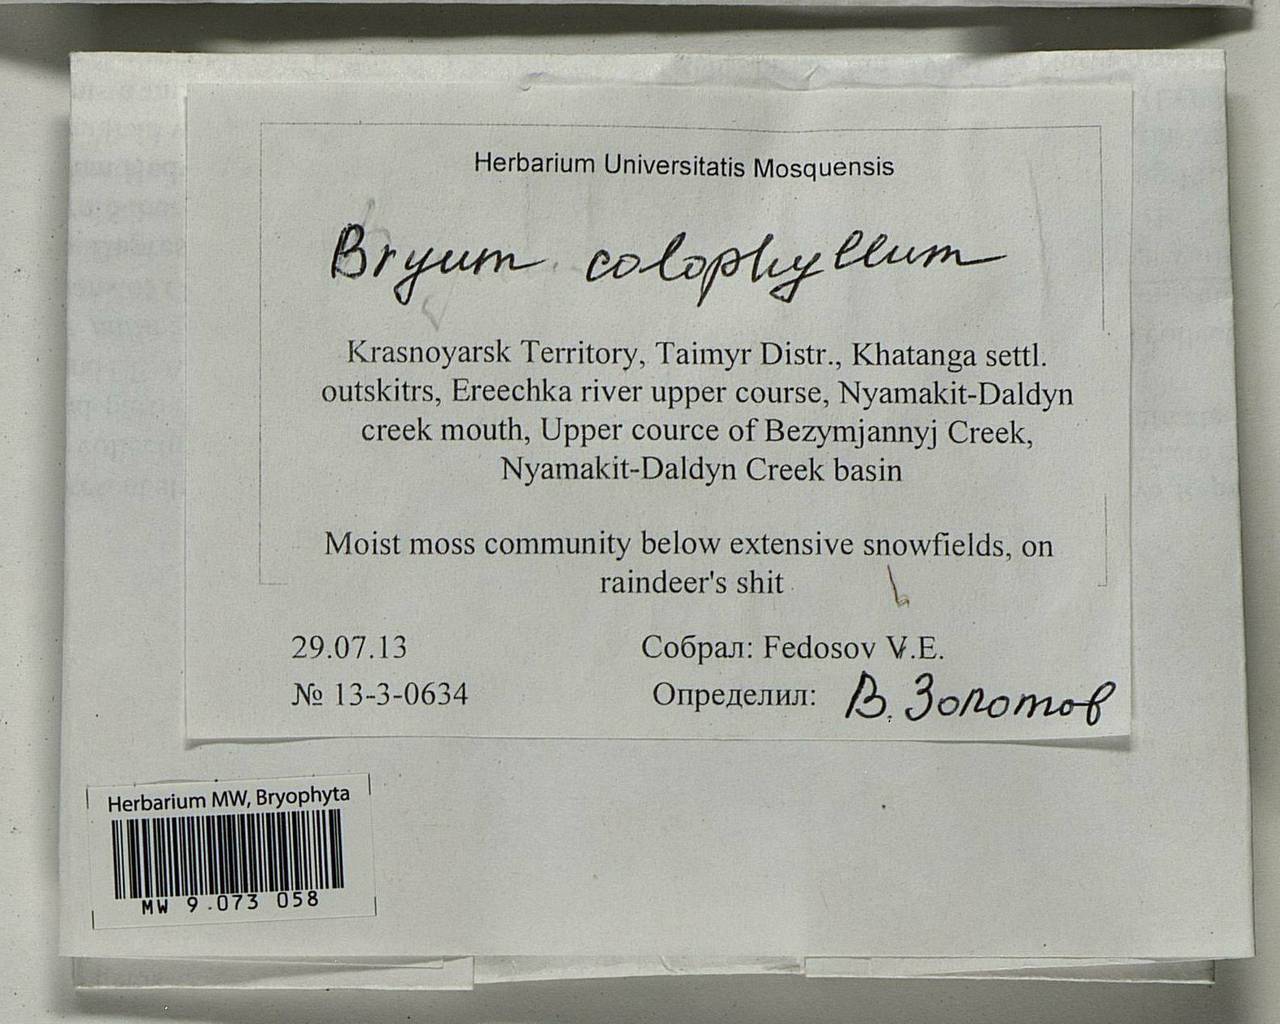 Herbarium Universitatis Mosquensis
Bryum colophyllum
Krasnoyarsk Territory, Taimyr Distr., Khatanga settl.
outskitrs, Ereechka river upper course, Nyamakit-Daldyn
creek mouth, Upper cource of Bezymjannyj Creek,
Nyamakit-Daldyn Creek basin
Moist moss community below extensive snowfields, on
raindeer's shit
29.07.13 Собрал: Fedosov V.E.
№ 13-3-0634 Определил: В. Золотов
Herbarium MW, Bryophyta
MW 9.073 058